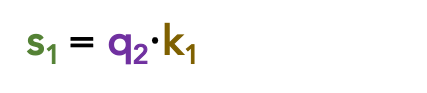 s₁ = q₂·k₁